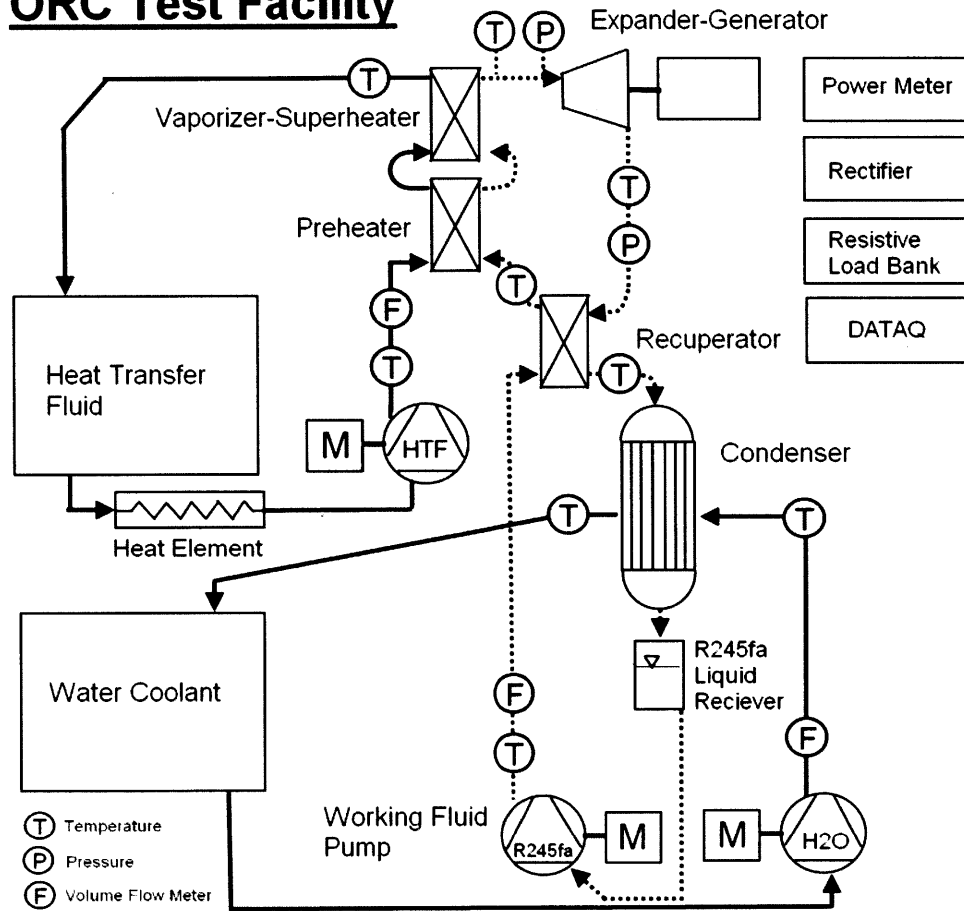 ORC Test Facility
T
P
Expander-Generator
T
Vaporizer-Superheater
Power Meter
Rectifier
T
Preheater
P
Resistive
Load Bank
T
F
DATAQ
Recuperator
Heat Transfer
Fluid
T
T
M
HTF
Condenser
T
T
Heat Element
Water Coolant
R245fa
Liquid
Reciever
F
F
T
Working Fluid
Pump
R245fa
M
M
H2O
T Temperature
P Pressure
F Volume Flow Meter